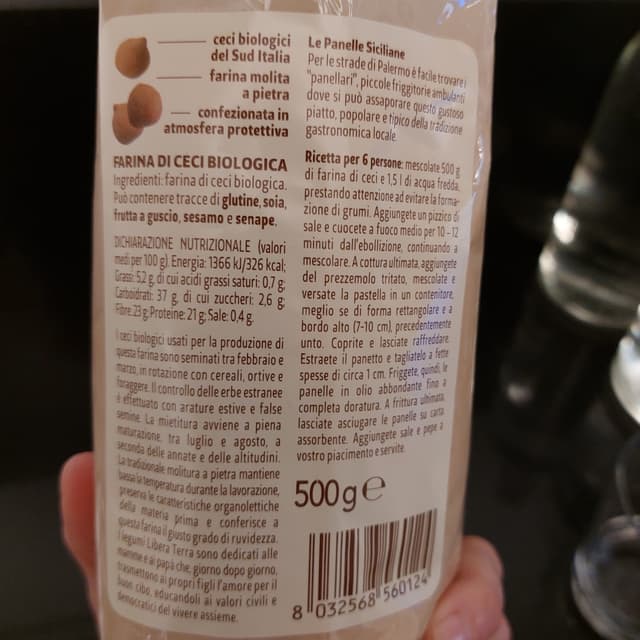 ceci biologici
del Sud Italia
farina molita
a pietra
confezionata in
atmosfera protettiva
FARINA DI CECI BIOLOGICA
Ingredienti: farina di ceci biologica.
Può contenere tracce di glutine, soia,
frutta a guscio, sesamo e senape.
DICHIARAZIONE NUTRIZIONALE (valori
medi per 100 g). Energia: 1366 kJ/326 kcal;
Grassi: 5,2 g, di cui acidi grassi saturi: 0,7 g;
Carboidrati: 37 g, di cui zuccheri: 2,6 g;
Fibre: 23 g; Proteine: 21 g; Sale: 0,4 g.
I ceci biologici usati per la produzione di
questa farina sono seminati tra febbraio e
marzo, in rotazione con cereali, ortive e
foraggere. Il controllo delle erbe estranee
è effettuato con arature estive e false
semine. La mietitura avviene a piena
maturazione, tra luglio e agosto, a
seconda delle annate e delle altitudini.
La tradizionale molitura a pietra mantiene
bassa la temperatura durante la lavorazione,
preserva le caratteristiche organolettiche
della materia prima e conferisce a
questa farina il giusto grado di ruvidezza.
I legumi Libera Terra sono dedicati alle
mamme e ai papà che, giorno dopo giorno,
trasmettono ai propri figli l'amore per il
buon cibo, educandoli ai valori civili e
democratici del vivere assieme.
Le Panelle Siciliane
Per le strade di Palermo è facile trovare i
"panellari", piccole friggitorie ambulanti
dove si può assaporare questo gustoso
piatto, popolare e tipico della tradizione
gastronomica locale.
Ricetta per 6 persone: mescolate 500 g
di farina di ceci e 1,5 l di acqua fredda,
prestando attenzione ad evitare la forma-
zione di grumi. Aggiungete un pizzico di
sale e cuocete a fuoco medio per 10 - 12
minuti dall'ebollizione, continuando a
mescolare. A cottura ultimata, aggiungete
del prezzemolo tritato, mescolate e
versate la pastella in un contenitore,
meglio se di forma rettangolare e a
bordo alto (7-10 cm), precedentemente
unto. Coprite e lasciate raffreddare.
Estraete il panetto e tagliatelo a fette
spesse di circa 1 cm. Friggete, quindi, le
panelle in olio abbondante fino a
completa doratura. A frittura ultimata,
lasciate asciugare le panelle su carta
assorbente. Aggiungete sale e pepe a
vostro piacimento e servite.
500 g ℮
8 032568 560124